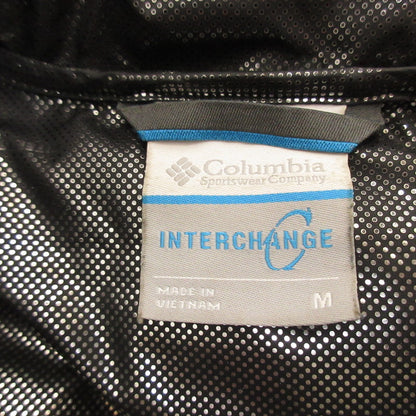 Columbia
Sportswear Company
INTERCHANGE
C
MADE IN
VIETNAM
M